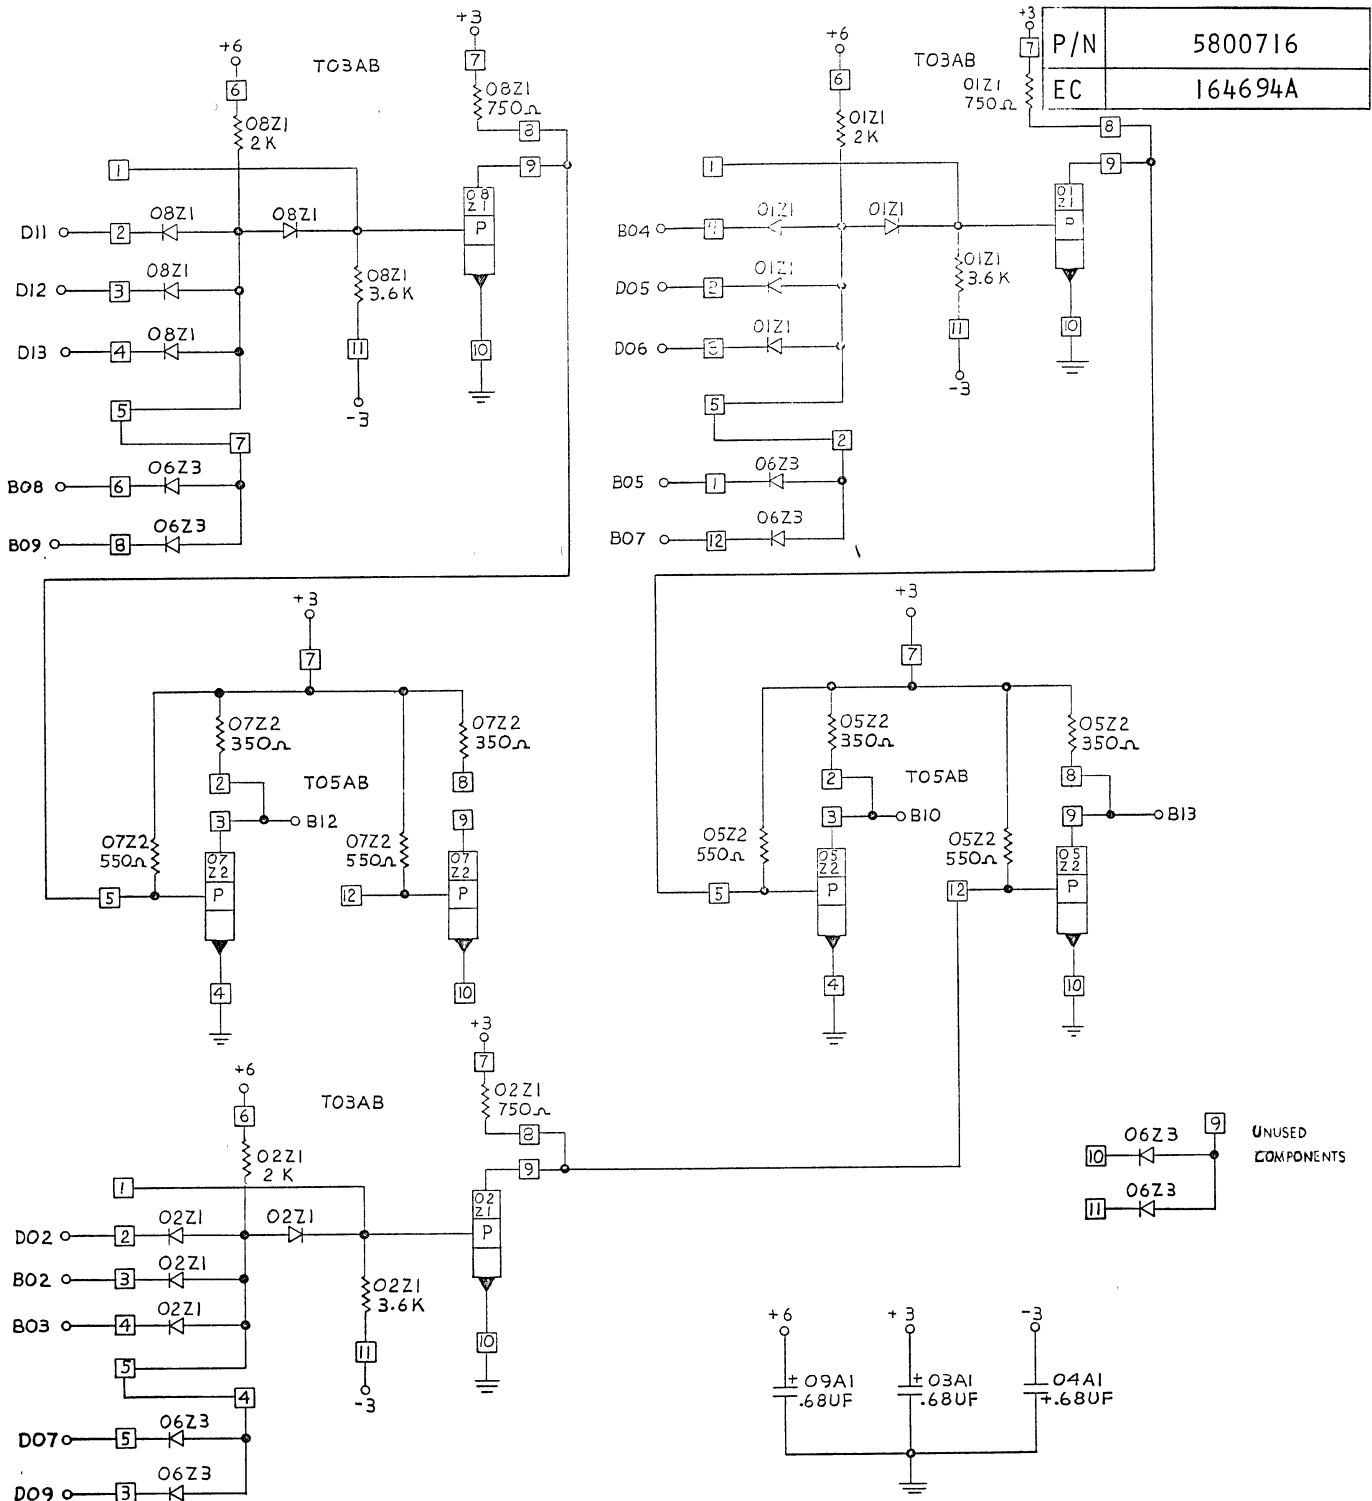 P/N 5800716
EC 164694A
+6
T03AB
+3
7
6
08Z1
2K
08Z1
750Ω
8
1
9
08
Z1
P
D11 2 08Z1 08Z1
D12 3 08Z1
08Z1
3.6K
D13 4 08Z1
11
10
-3
5
7
B08 6 06Z3
B09 8 06Z3
+6
T03AB
+3
7
6
01Z1
2K
01Z1
750Ω
8
1
9
01
Z1
P
B04 4 01Z1 01Z1
D05 2 01Z1
01Z1
3.6K
D06 3 01Z1
11
10
-3
5
2
B05 1 06Z3
B07 12 06Z3
+3
7
07Z2
350Ω
07Z2
350Ω
2
T05AB
8
3
B12
9
07Z2
550Ω
07
Z2
P
07Z2
550Ω
07
Z2
P
5
12
4
10
+3
7
05Z2
350Ω
05Z2
350Ω
2
T05AB
8
3
B10
9
B13
05Z2
550Ω
05
Z2
P
05Z2
550Ω
05
Z2
P
5
12
4
10
+6
T03AB
+3
7
6
02Z1
2K
02Z1
750Ω
8
1
9
02
Z1
P
D02 2 02Z1 02Z1
B02 3 02Z1
02Z1
3.6K
B03 4 02Z1
11
10
-3
5
4
D07 5 06Z3
D09 3 06Z3
9
10 06Z3
11 06Z3
UNUSED
COMPONENTS
+6
+3
-3
+ 09A1
.68UF
+ 03A1
.68UF
04A1
+.68UF